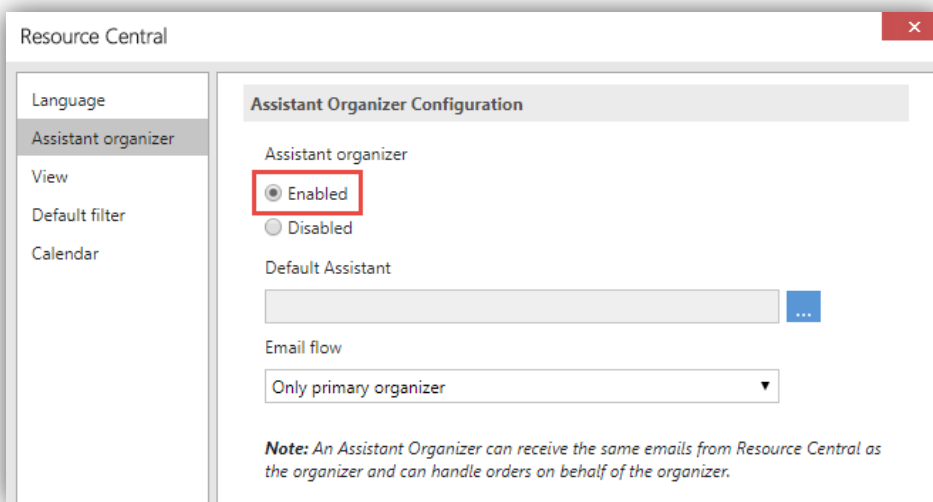 Resource Central
Language
Assistant organizer
View
Default filter
Calendar
Assistant Organizer Configuration
Assistant organizer
Enabled
Disabled
Default Assistant
...
Email flow
Only primary organizer
Note: An Assistant Organizer can receive the same emails from Resource Central as
the organizer and can handle orders on behalf of the organizer.